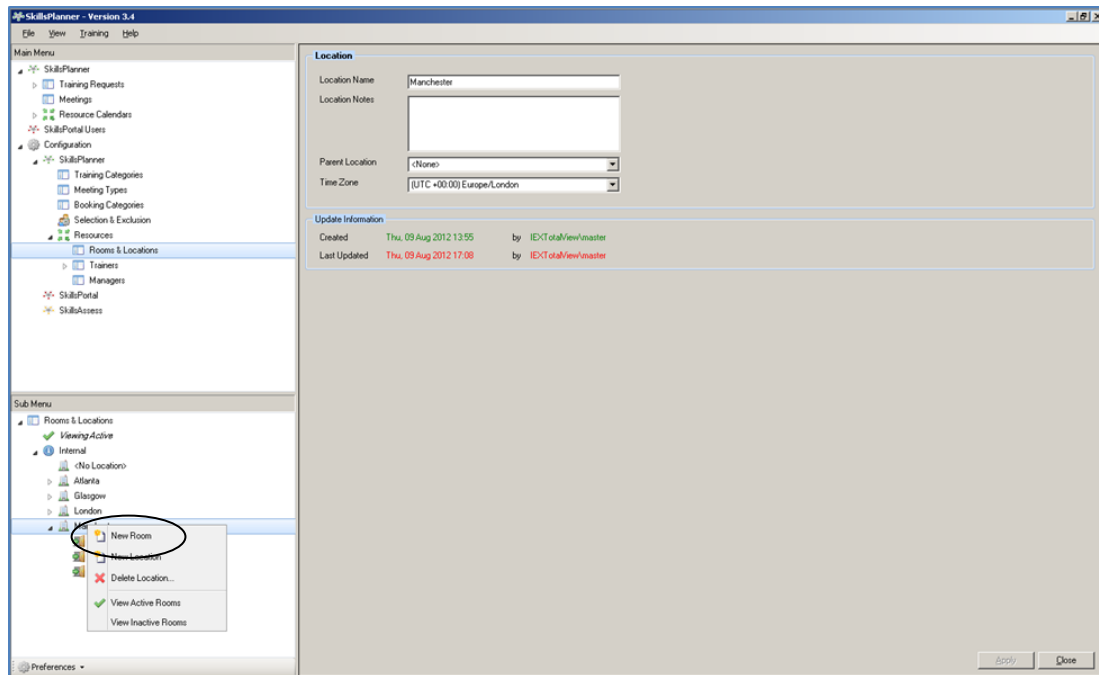 SkillsPlanner - Version 3.4
File View Training Help
Main Menu
SkillsPlanner
Training Requests
Meetings
Resource Calendars
SkillsPortal Users
Configuration
SkillsPlanner
Training Categories
Meeting Types
Booking Categories
Selection & Exclusion
Resources
Rooms & Locations
Trainers
Managers
SkillsPortal
SkillsAssess
Sub Menu
Rooms & Locations
Viewing Active
Internal
<No Location>
Atlanta
Glasgow
London
New Room
New Location
Delete Location...
View Active Rooms
View Inactive Rooms
Preferences
Location
Location Name Manchester
Location Notes
Parent Location <None>
Time Zone (UTC +00:00) Europe/London
Update Information
Created Thu, 09 Aug 2012 13:55 by IEXTotalView\master
Last Updated Thu, 09 Aug 2012 17:08 by IEXTotalView\master
Apply Close